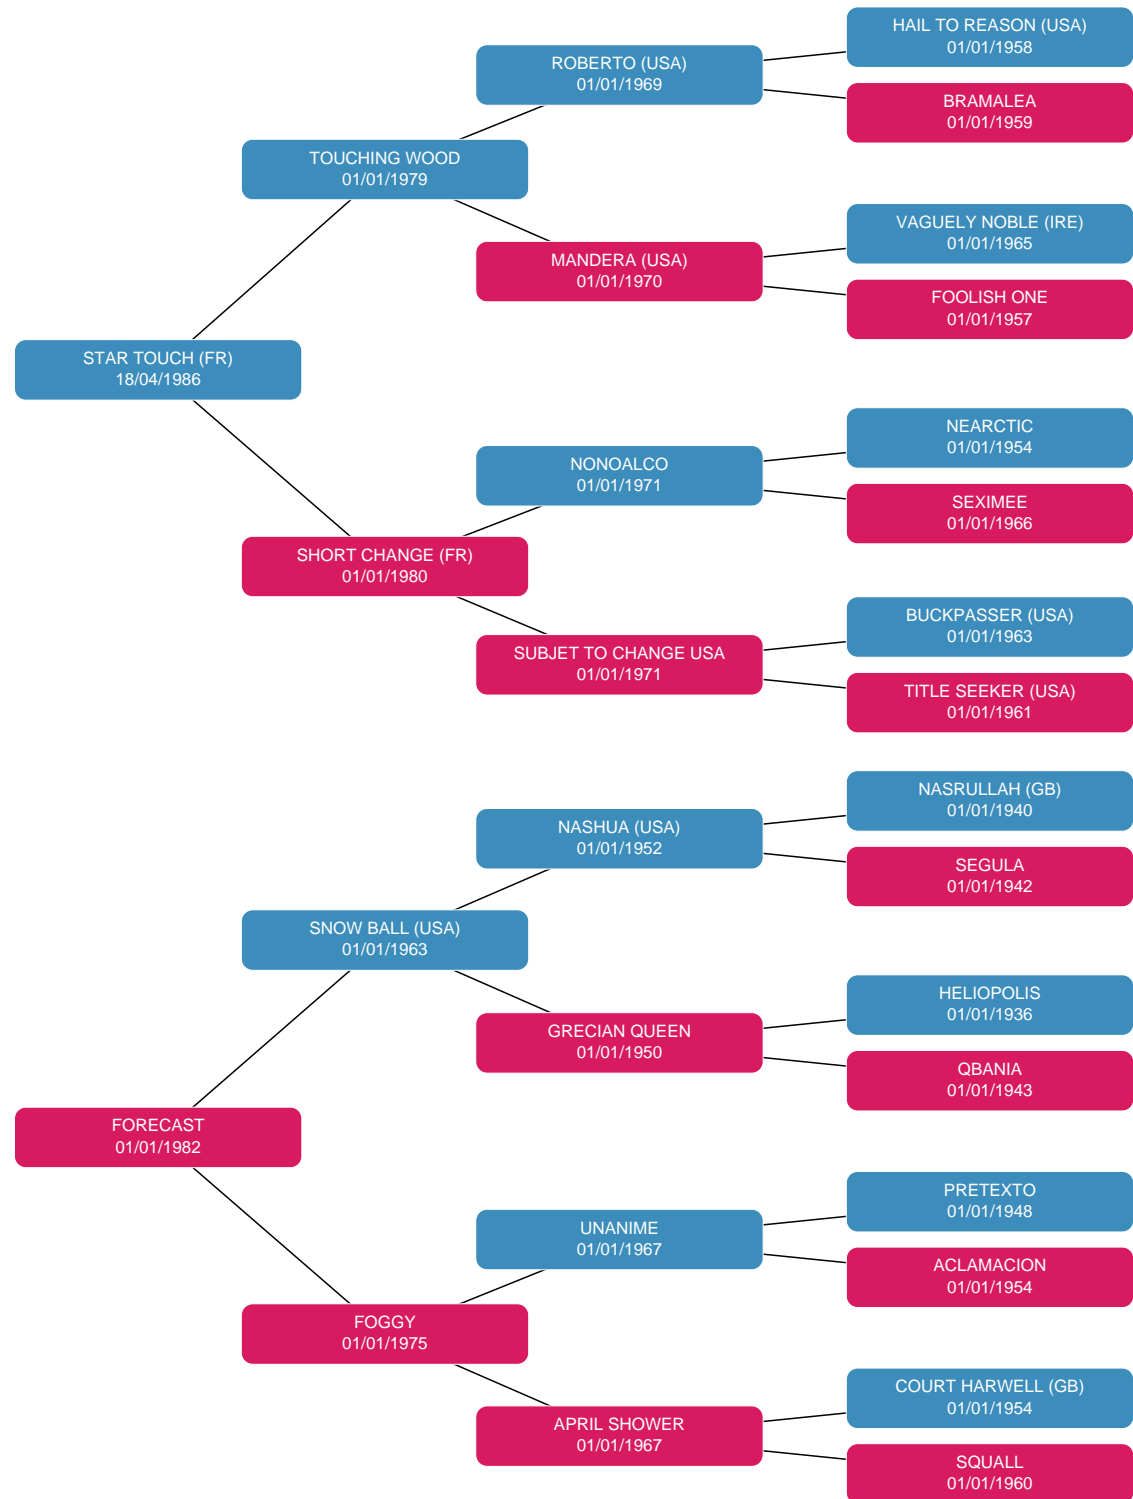 HAIL TO REASON (USA)
01/01/1958
ROBERTO (USA)
01/01/1969
BRAMALEA
01/01/1959
TOUCHING WOOD
01/01/1979
VAGUELY NOBLE (IRE)
01/01/1965
MANDERA (USA)
01/01/1970
FOOLISH ONE
01/01/1957
STAR TOUCH (FR)
18/04/1986
NEARCTIC
01/01/1954
NONOALCO
01/01/1971
SEXIMEE
01/01/1966
SHORT CHANGE (FR)
01/01/1980
BUCKPASSER (USA)
01/01/1963
SUBJET TO CHANGE USA
01/01/1971
TITLE SEEKER (USA)
01/01/1961
NASRULLAH (GB)
01/01/1940
NASHUA (USA)
01/01/1952
SEGULA
01/01/1942
SNOW BALL (USA)
01/01/1963
HELIOPOLIS
01/01/1936
GRECIAN QUEEN
01/01/1950
QBANIA
01/01/1943
FORECAST
01/01/1982
PRETEXTO
01/01/1948
UNANIME
01/01/1967
ACLAMACION
01/01/1954
FOGGY
01/01/1975
COURT HARWELL (GB)
01/01/1954
APRIL SHOWER
01/01/1967
SQUALL
01/01/1960